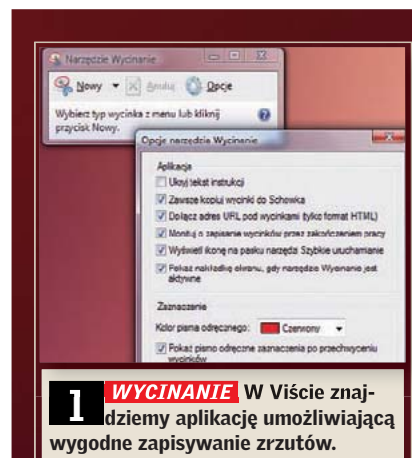 Narzędzie Wycinanie
Nowy Anuluj Opcje
Wybierz typ wycinka z menu lub kliknij
przycisk Nowy.
Opcje narzędzia Wycinanie
Aplikacja
Ukryj tekst instrukcji
Zawsze kopiuj wycinki do Schowka
Dołącz adres URL pod wycinkami (tylko format HTML)
Monituj o zapisanie wycinków przez zakończeniem pracy
Wyświetl ikonę na pasku narzędzi Szybkie uruchamianie
Pokaż nakładkę ekranu, gdy narzędzie Wycinanie jest
aktywne
Zaznaczenie
Kolor pisma odręcznego: Czerwony
Pokaż pismo odręczne zaznaczenia po przechwyceniu
wycinków
1 WYCINANIE W Viście znaj-
dziemy aplikację umożliwiającą
wygodne zapisywanie zrzutów.